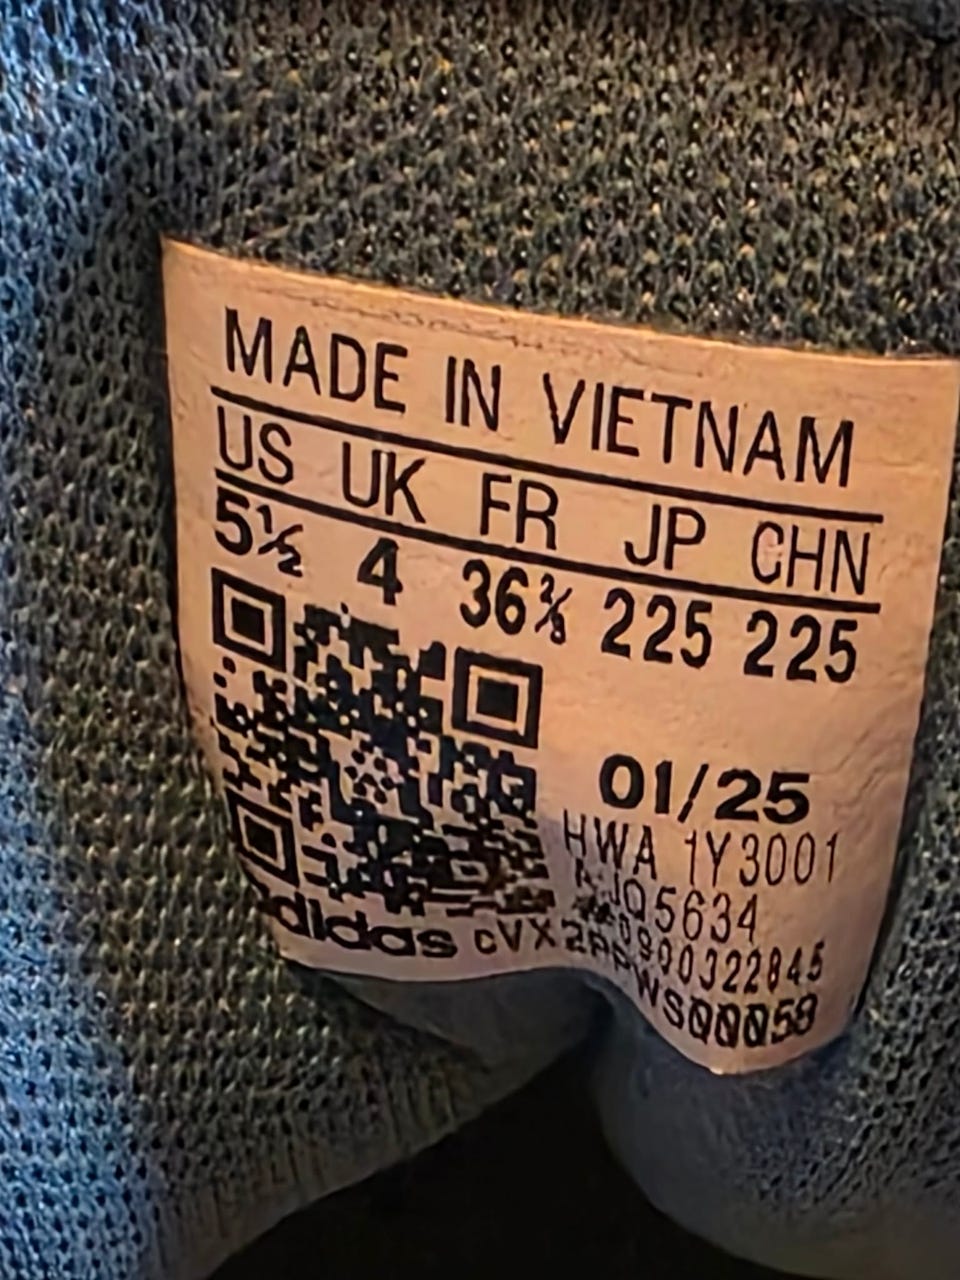 MADE IN VIETNAM
US UK FR JP CHN
5½ 4 36⅔ 225 225
01/25
HWA 1Y3001
JQ5634
adidas